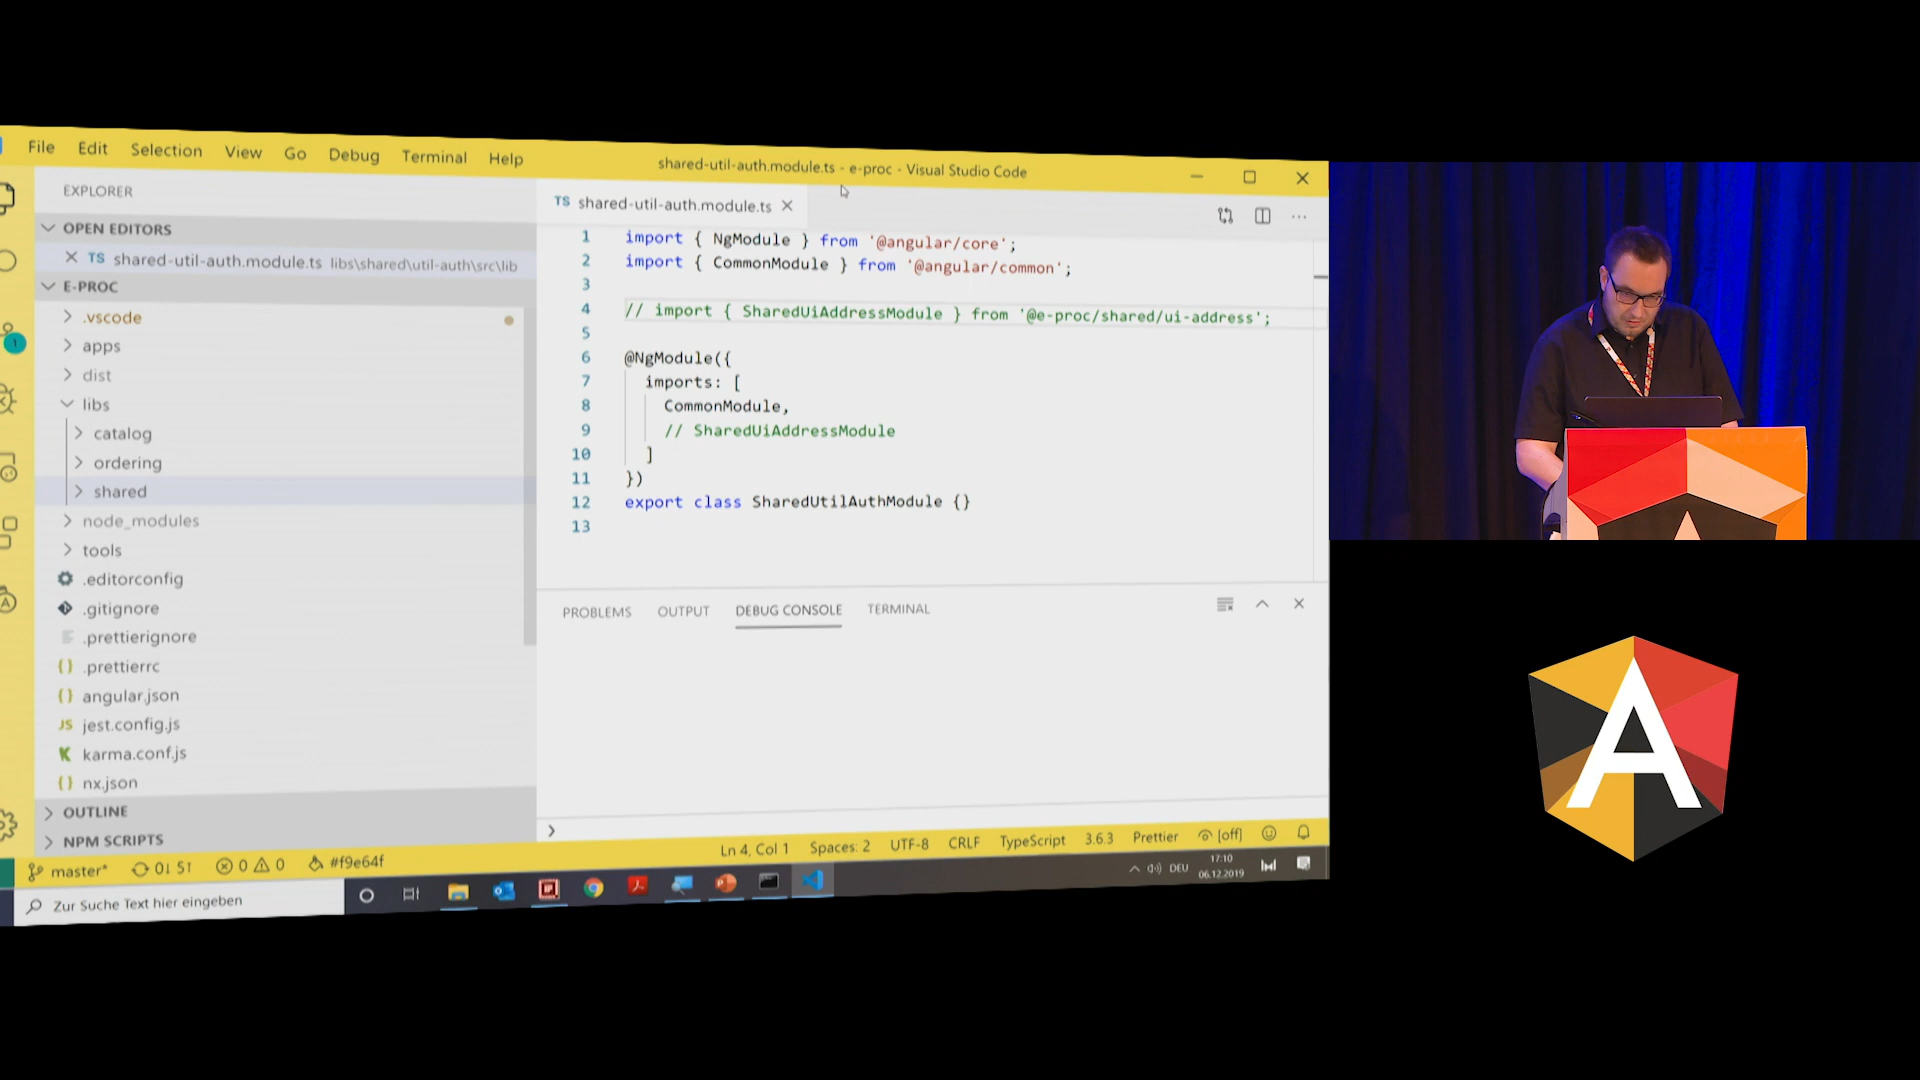 File Edit Selection View Go Debug Terminal Help
shared-util-auth.module.ts - e-proc - Visual Studio Code
EXPLORER
OPEN EDITORS
TS shared-util-auth.module.ts libs\shared\util-auth\src\lib
E-PROC
.vscode
apps
dist
libs
catalog
ordering
shared
node_modules
tools
.editorconfig
.gitignore
.prettierignore
{} .prettierrc
{} angular.json
JS jest.config.js
K karma.conf.js
{} nx.json
OUTLINE
NPM SCRIPTS
1
TS shared-util-auth.module.ts
1 import { NgModule } from '@angular/core';
2 import { CommonModule } from '@angular/common';
3
4 // import { SharedUiAddressModule } from '@e-proc/shared/ui-address';
5
6 @NgModule({
7 imports: [
8 CommonModule,
9 // SharedUiAddressModule
10 ]
11 })
12 export class SharedUtilAuthModule {}
13
PROBLEMS OUTPUT DEBUG CONSOLE TERMINAL
master* 0↓ 5↑ 0 0 #f9e64f
Ln 4, Col 1 Spaces: 2 UTF-8 CRLF TypeScript 3.6.3 Prettier [off]
Zur Suche Text hier eingeben
DEU
17:10
06.12.2019
A